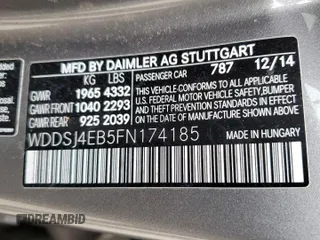 MFD BY DAIMLER AG STUTTGART
KG LBS PASSENGER CAR 787 12/14
GVWR 1965 4332
GAWR FRONT 1040 2293
GAWR REAR 925 2039
THIS VEHICLE CONFORMS TO ALL
APPLICABLE U.S. FEDERAL MOTOR
VEHICLE SAFETY, BUMPER
AND THEFT PREVENTION
STANDARDS IN EFFECT ON THE DATE
OF MANUFACTURE SHOWN ABOVE
WDDSJ4EB5FN174185
MADE IN HUNGARY
DREAMBID